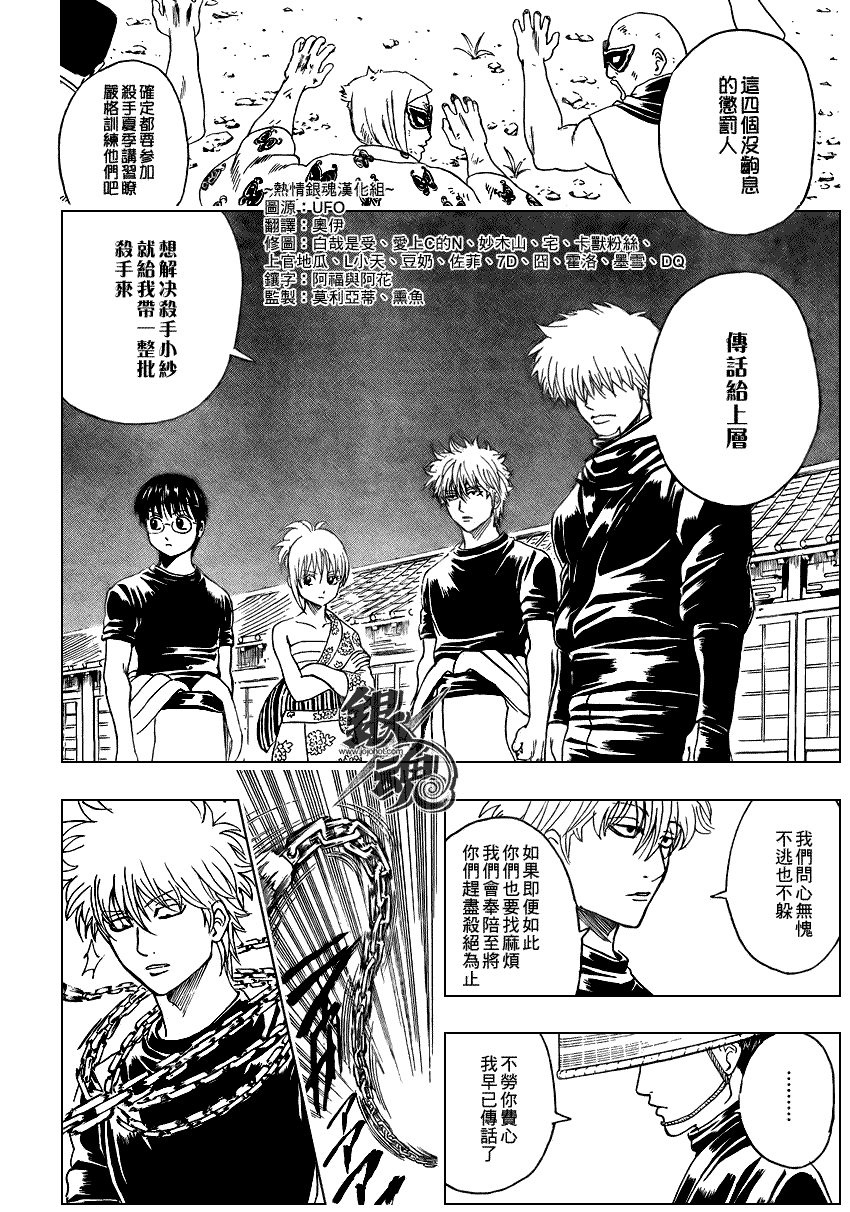 這四個沒齣息
的懲罰人
確定都要參加
殺手夏季講習瞭
嚴格訓練他們吧
~熱情銀魂漢化組~
圖源：UFO
翻譯：奧伊
修圖：白哉是受、愛上C的N、妙木山、宅、卡獸粉絲、
上官地瓜、L小天、豆奶、佐菲、7D、囧、霍洛、墨雪、DQ
鑲字：阿福與阿花
監製：莫利亞蒂、熏魚
傳話給上層
想解决殺手小紗
就給我帶一整批
殺手來
銀魂
www.jojohot.com
我們問心無愧
不逃也不躲
如果即便如此
你們也要找麻煩
我們會奉陪至將
你們趕盡殺絕為止
………
不勞你費心
我早已傳話了